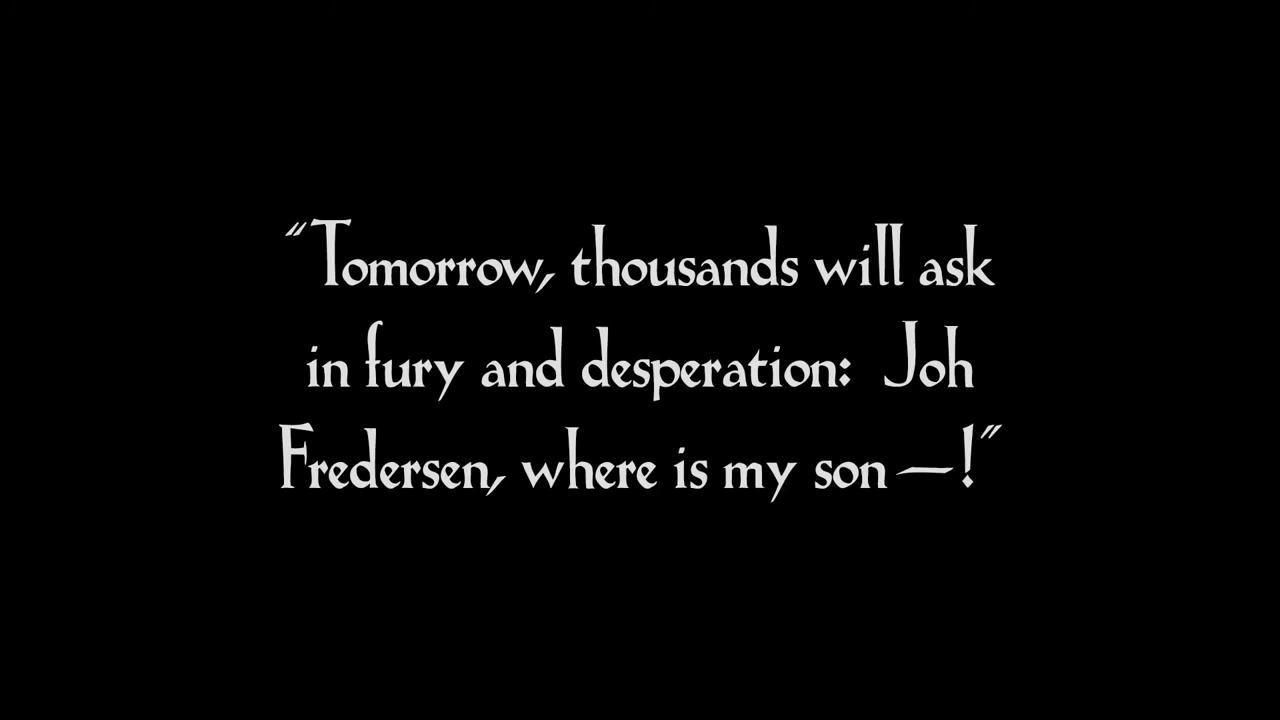 "Tomorrow, thousands will ask
in fury and desperation: Joh
Fredersen, where is my son—!"